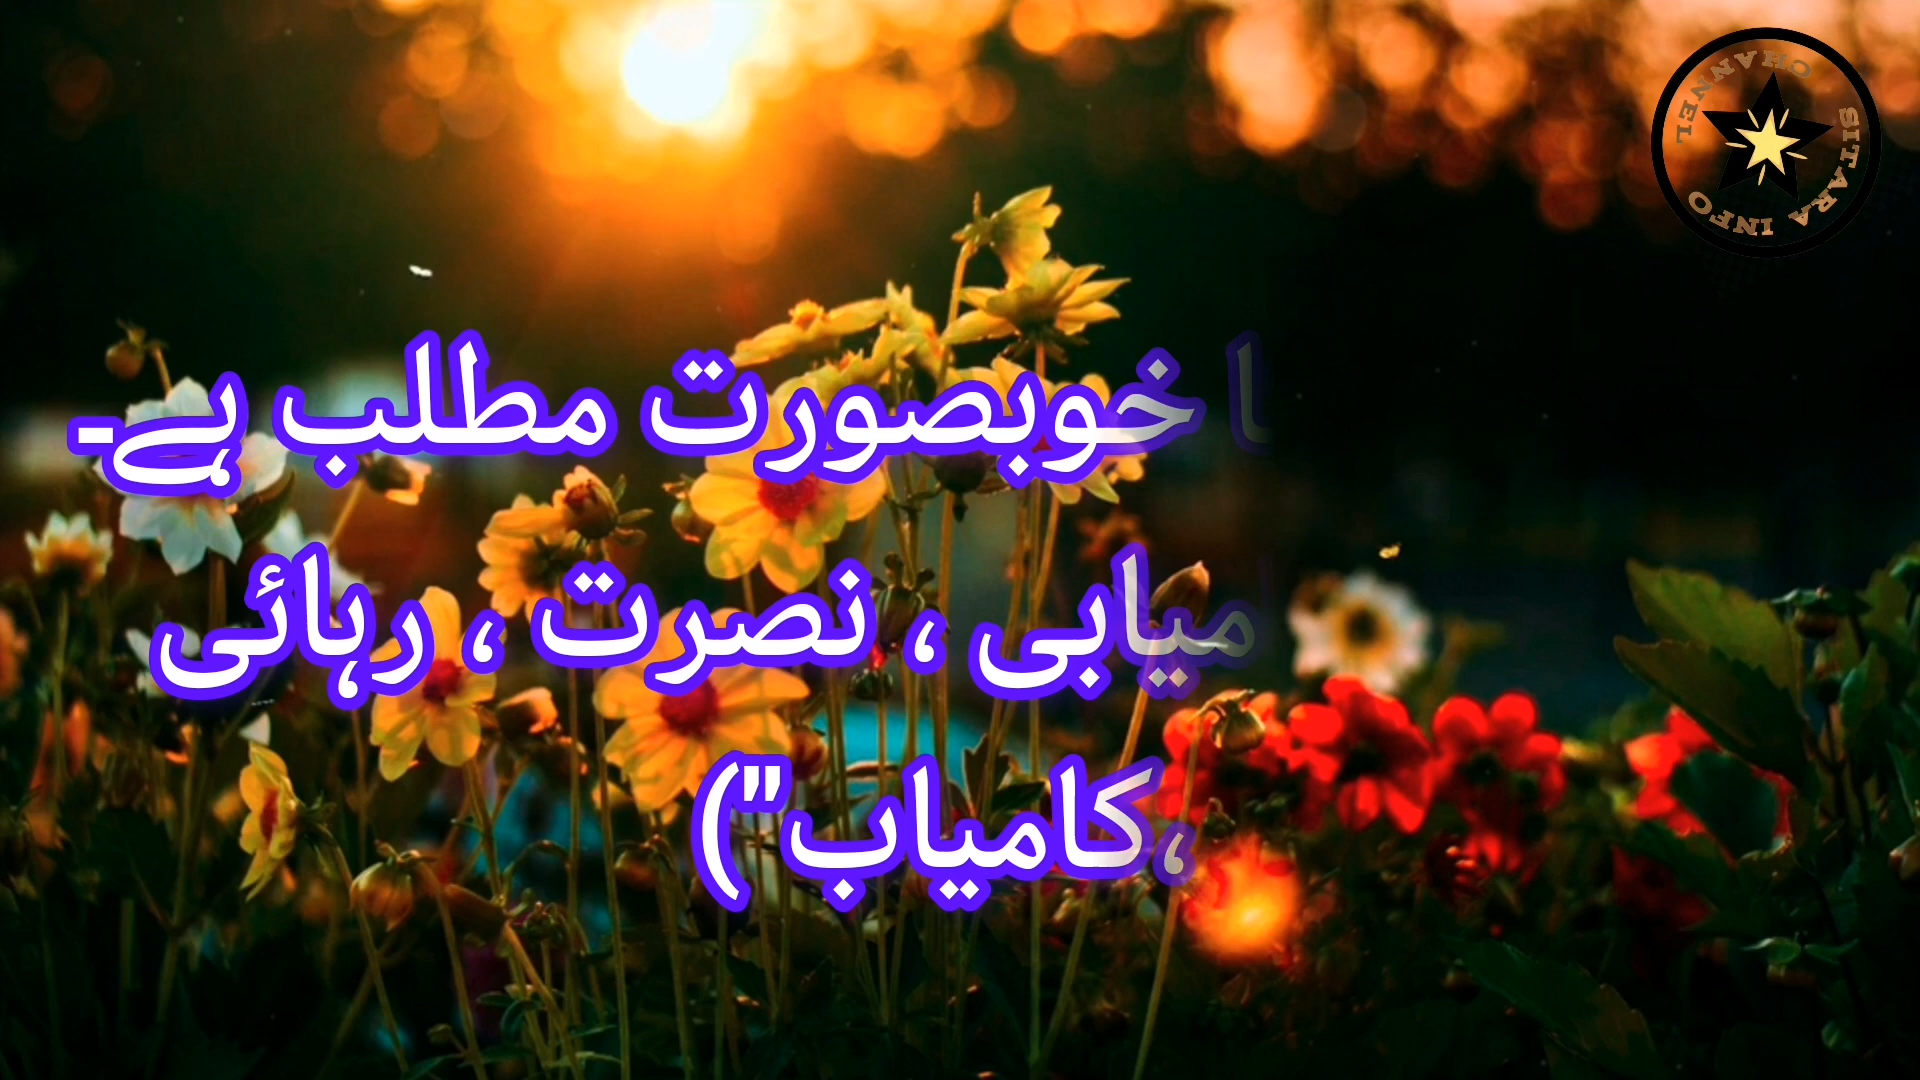 CHANNEL
SITARA INFO
خوبصورت مطلب ہے۔
میابی ، نصرت ، رہائی
،کامیاب")